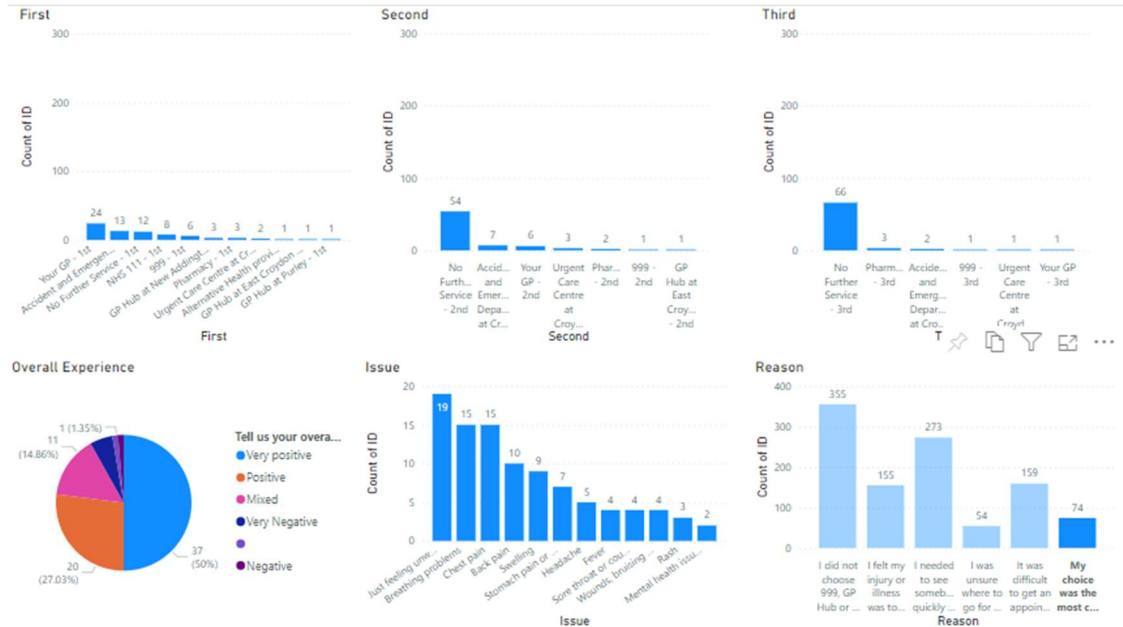 First
Second
Third
300
200
100
0
Count of ID
24
13
12
8
6
3
3
2
1
1
1
Your GP - 1st
Accident and Emergen...
No Further Service - 1st
NHS 111 - 1st
999 - 1st
GP Hub at New Addingt...
Pharmacy - 1st
Urgent Care Centre at Cr...
Alternative Health provi...
GP Hub at East Croydon ...
GP Hub at Purley - 1st
First
300
200
100
0
Count of ID
54
7
6
3
2
1
1
No
Furth...
Service
- 2nd
Accid...
and
Emer...
Depa...
at Cr...
Your
GP -
2nd
Urgent
Care
Centre
at
Croy...
Phar...
- 2nd
999 -
2nd
GP
Hub at
East
Croy...
- 2nd
Second
300
200
100
0
Count of ID
66
3
2
1
1
1
No
Further
Service
- 3rd
Pharm...
- 3rd
Accide...
and
Emerg...
Depar...
at Cro...
999 -
3rd
Urgent
Care
Centre
at
Croyd...
Your GP
- 3rd
T
Overall Experience
1 (1.35%)
11
(14.86%)
20
(27.03%)
37
(50%)
Tell us your overa...
Very positive
Positive
Mixed
Very Negative
Negative
Issue
20
15
10
5
0
Count of ID
19
15
15
10
9
7
5
4
4
4
3
2
Just feeling unw...
Breathing problems
Chest pain
Back pain
Swelling
Stomach pain or ...
Headache
Fever
Sore throat or cou...
Wounds, bruising ...
Rash
Mental health issu...
Issue
Reason
400
300
200
100
0
Count of ID
355
155
273
54
159
74
I did not
choose
999, GP
Hub or ...
I felt my
injury or
illness
was to...
I needed
to see
someb...
quickly ...
I was
unsure
where to
go for ...
It was
difficult
to get an
appoin...
My
choice
was the
most c...
Reason